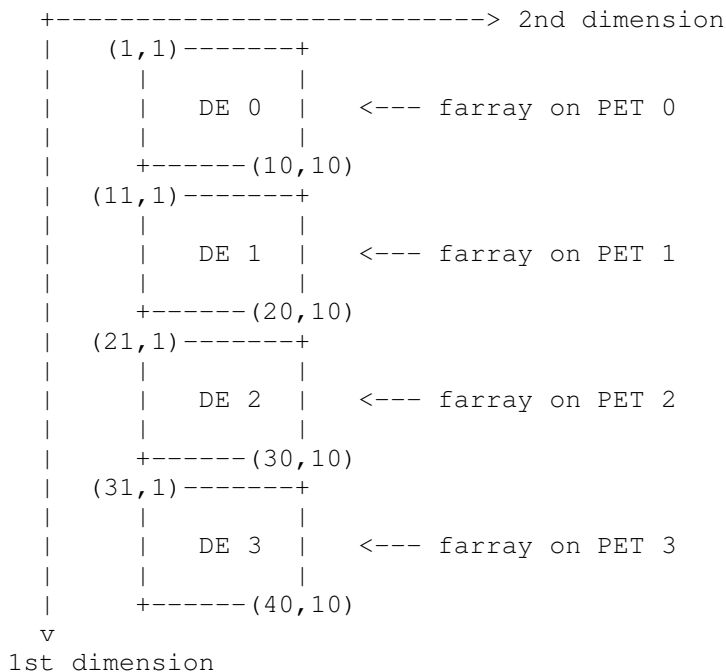 +---------------------------> 2nd dimension
|    (1,1)-------+
|      |         |
|      |   DE 0  |   <--- farray on PET 0
|      |         |
|      +------(10,10)
|   (11,1)-------+
|      |         |
|      |   DE 1  |   <--- farray on PET 1
|      |         |
|      +------(20,10)
|   (21,1)-------+
|      |         |
|      |   DE 2  |   <--- farray on PET 2
|      |         |
|      +------(30,10)
|   (31,1)-------+
|      |         |
|      |   DE 3  |   <--- farray on PET 3
|      |         |
|      +------(40,10)
v
1st dimension